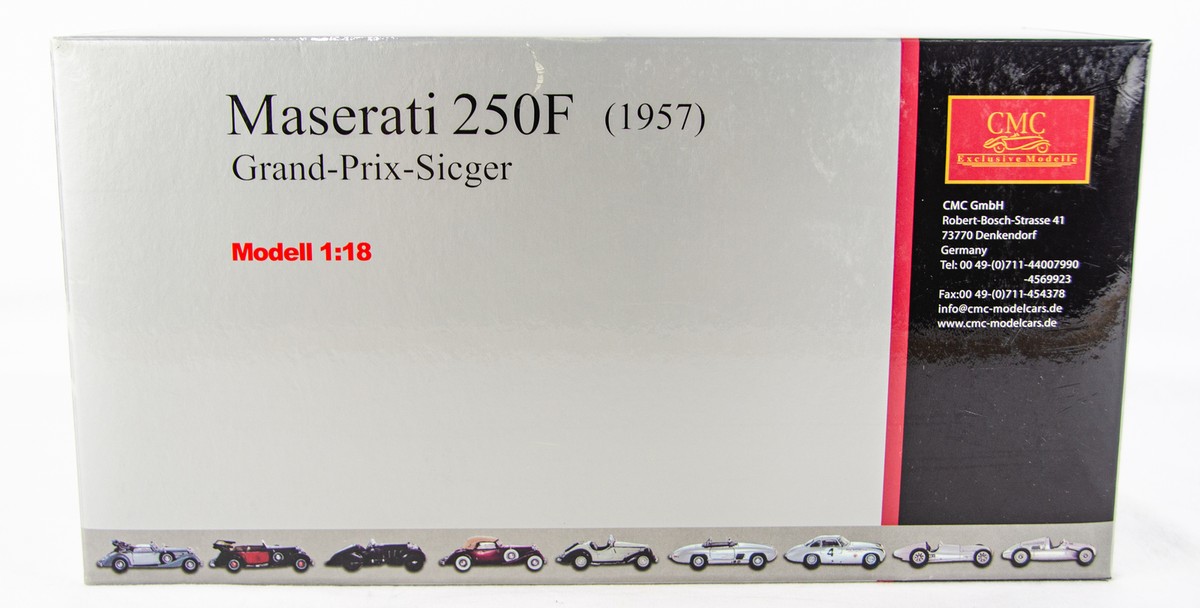 Maserati 250F (1957)
Grand-Prix-Sicger
Modell 1:18
CMC
Exclusive Modelle
CMC GmbH
Robert-Bosch-Strasse 41
73770 Denkendorf
Germany
Tel: 00 49-(0)711-44007990
-4569923
Fax:00 49-(0)711-454378
info@cmc-modelcars.de
www.cmc-modelcars.de
4